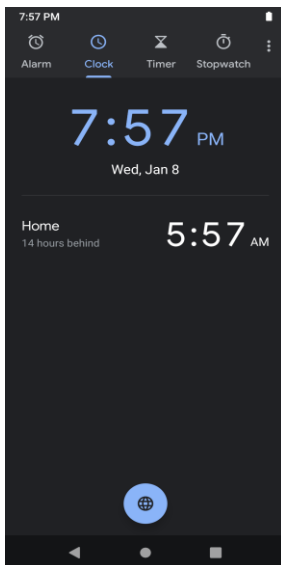 7:57 PM
Alarm Clock Timer Stopwatch
7:57 PM
Wed, Jan 8
Home 5:57 AM
14 hours behind